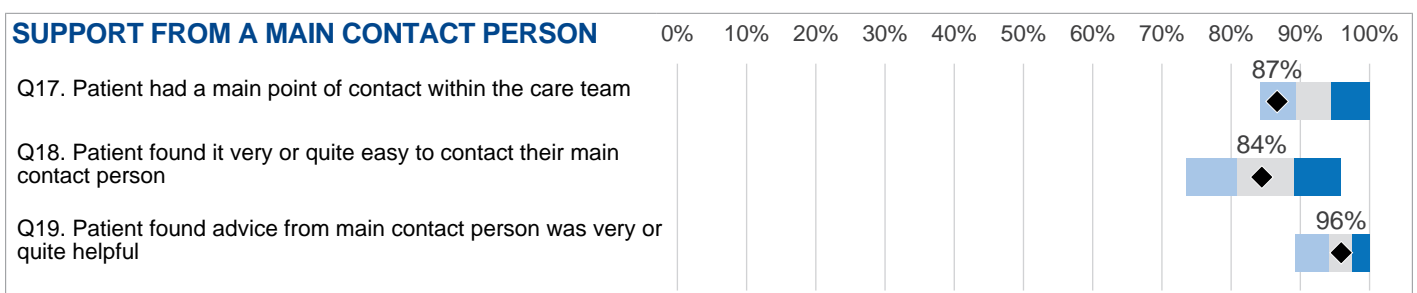 SUPPORT FROM A MAIN CONTACT PERSON 0% 10% 20% 30% 40% 50% 60% 70% 80% 90% 100%
87%
Q17. Patient had a main point of contact within the care team
84%
Q18. Patient found it very or quite easy to contact their main
contact person
96%
Q19. Patient found advice from main contact person was very or
quite helpful